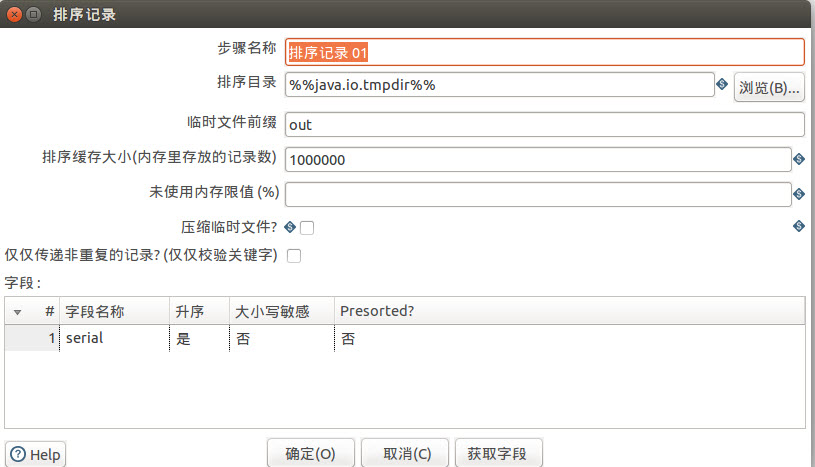 排序记录
步骤名称 排序记录 01
排序目录 %%java.io.tmpdir%% 浏览(B)...
临时文件前缀 out
排序缓存大小(内存里存放的记录数) 1000000
未使用内存限值 (%)
压缩临时文件?
仅仅传递非重复的记录? (仅仅校验关键字)
字段 :
# 字段名称 升序 大小写敏感 Presorted?
1 serial 是 否 否
Help 确定(O) 取消(C) 获取字段